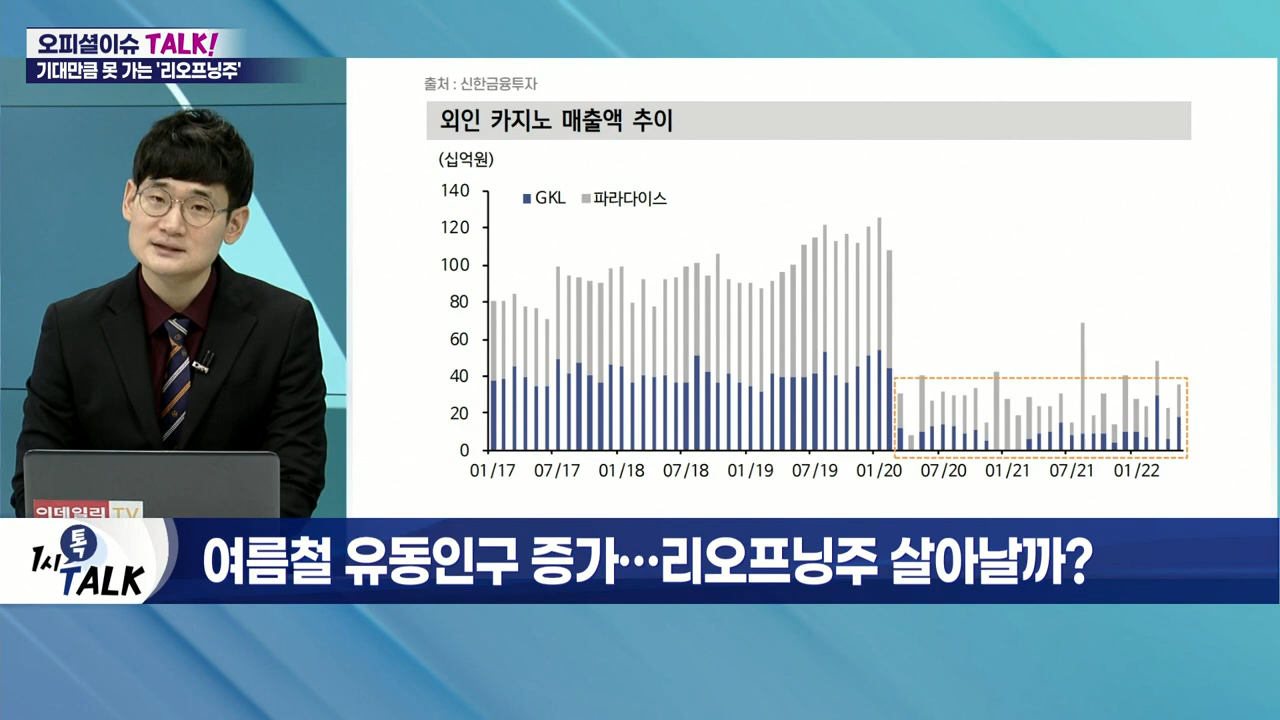 오피셜이슈 TALK!
기대만큼 못 가는 '리오프닝주'
출처 : 신한금융투자
외인 카지노 매출액 추이
(십억원)
GKL 파라다이스
140
120
100
80
60
40
20
0
01/17 07/17 01/18 07/18 01/19 07/19 01/20 07/20 01/21 07/21 01/22
이데일리 TV
1시 톡 TALK
여름철 유동인구 증가…리오프닝주 살아날까?